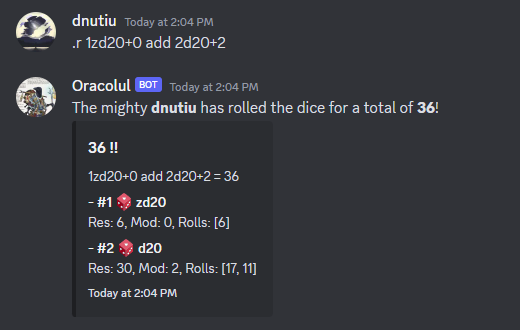 dnutiu Today at 2:04 PM
.r 1zd20+0 add 2d20+2
Oracolul BOT Today at 2:04 PM
The mighty dnutiu has rolled the dice for a total of 36!
36 !!
1zd20+0 add 2d20+2 = 36
- #1 🎲 zd20
Res: 6, Mod: 0, Rolls: [6]
- #2 🎲 d20
Res: 30, Mod: 2, Rolls: [17, 11]
Today at 2:04 PM